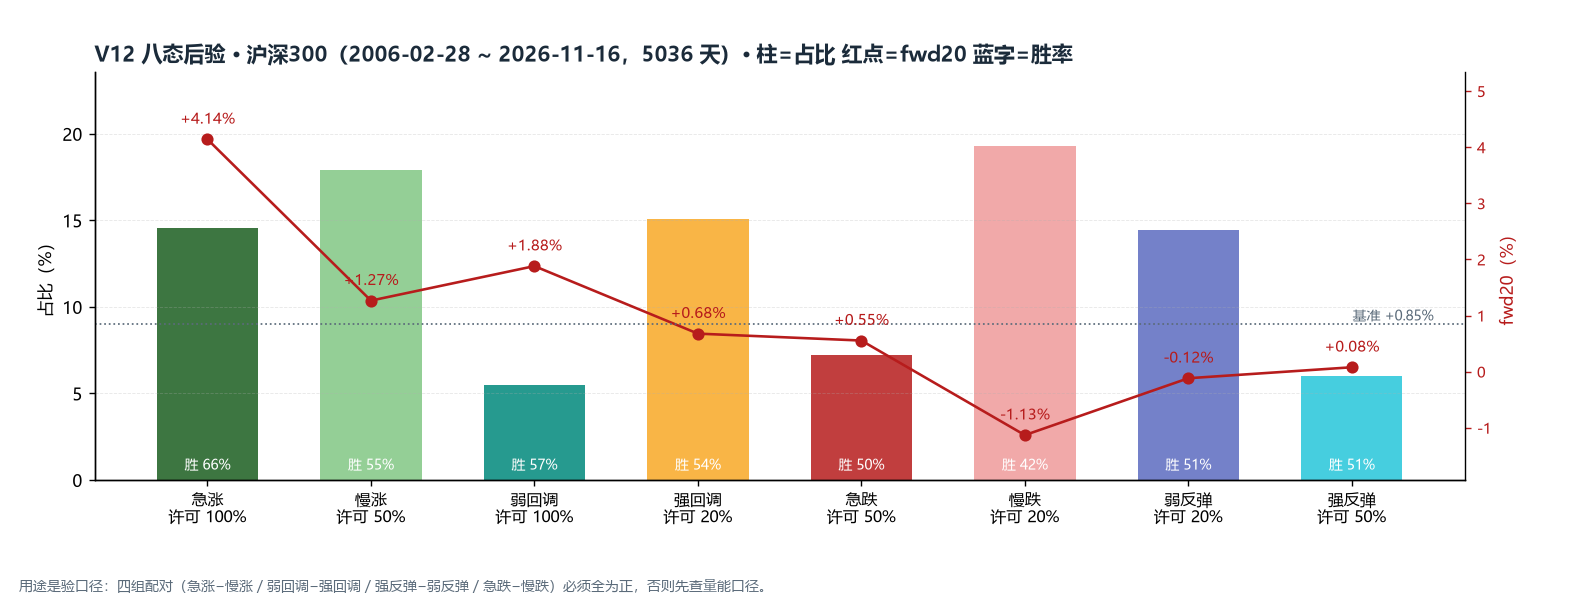 V12 八态后验 • 沪深300（2006-02-28 ~ 2026-11-16，5036 天）• 柱=占比 红点=fwd20 蓝字=胜率
占比（%）
20
15
10
5
0
5
4
3
2
1
0
-1
fwd20（%）
+4.14%
+1.27%
+1.88%
+0.68%
+0.55%
-1.13%
-0.12%
+0.08%
基准 +0.85%
胜 66%
胜 55%
胜 57%
胜 54%
胜 50%
胜 42%
胜 51%
胜 51%
急涨
许可 100%
慢涨
许可 50%
弱回调
许可 100%
强回调
许可 20%
急跌
许可 50%
慢跌
许可 20%
弱反弹
许可 20%
强反弹
许可 50%
用途是验口径：四组配对（急涨−慢涨 / 弱回调−强回调 / 强反弹−弱反弹 / 急跌−慢跌）必须全为正，否则先查量能口径。